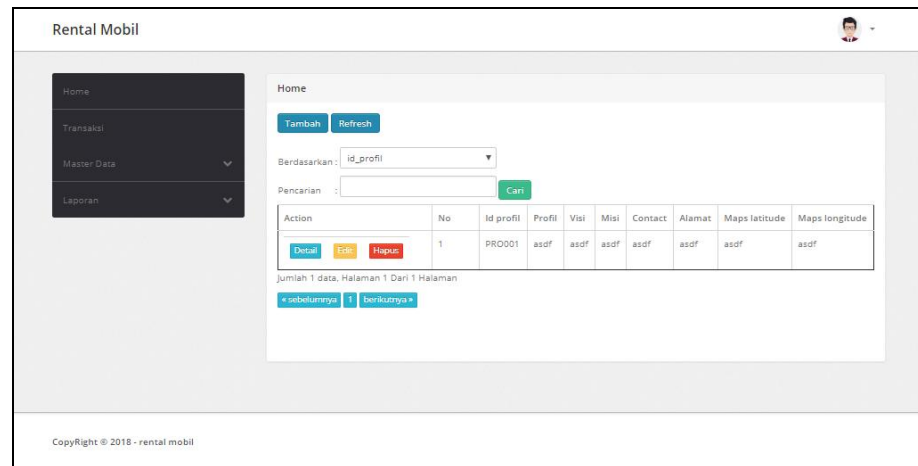 Rental Mobil
Home
Transaksi
Master Data
Laporan
Home
Tambah Refresh
Berdasarkan : id_profil
Pencarian : Cari
Action No Id profil Profil Visi Misi Contact Alamat Maps latitude Maps longitude
Detail Edit Hapus 1 PRO001 asdf asdf asdf asdf asdf asdf asdf
Jumlah 1 data, Halaman 1 Dari 1 Halaman
« sebelumnya 1 berikutnya »
CopyRight © 2018 - rental mobil